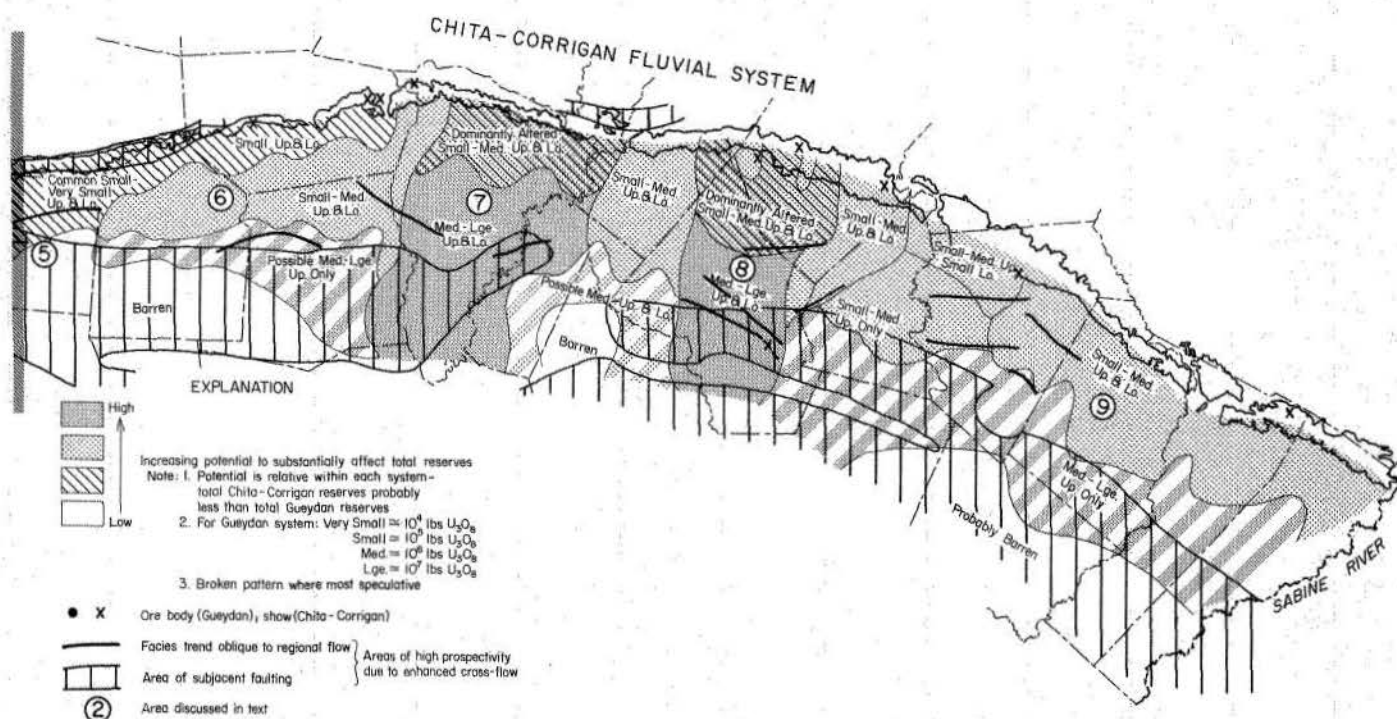 CHITA-CORRIGAN FLUVIAL SYSTEM
Small Up. & Lo.
Dominantly Altered
Small-Med. Up. & Lo.
Common Small-
Very Small
Up. & Lo.
6
Small-Med.
Up. & Lo.
7
Med.-Lge.
Up. & Lo.
Small-Med.
Up. & Lo.
Dominantly Altered
Small-Med. Up. & Lo.
Small-Med.
Up. & Lo.
Small-Med. Up.
Small Lo.
5
Possible Med.-Lge.
Up. Only
Barren
8
Med.-Lge.
Up. & Lo.
Possible Med.-Up. & Lo.
Barren
Small-Med.
Up. Only
Small-Med.
Up. & Lo.
9
Med.-Lge.
Up. Only
Probably Barren
SABINE RIVER
EXPLANATION
High
Low
Increasing potential to substantially affect total reserves
Note: 1. Potential is relative within each system-
total Chita-Corrigan reserves probably
less than total Gueydan reserves
2. For Gueydan system: Very Small ≈ 10⁴ lbs U₃O₈
Small ≈ 10⁵ lbs U₃O₈
Med. ≈ 10⁶ lbs U₃O₈
Lge. ≈ 10⁷ lbs U₃O₈
3. Broken pattern where most speculative
● x Ore body (Gueydan); show (Chita-Corrigan)
Facies trend oblique to regional flow
Area of subjacent faulting
Areas of high prospectivity
due to enhanced cross-flow
2 Area discussed in text